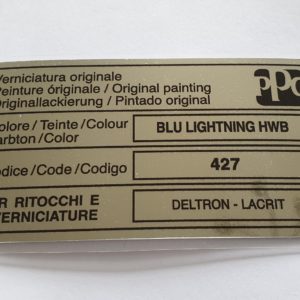 Verniciatura originale
Peinture óriginale / Original painting
Originallackierung / Pintado original
PPG
olore / Teinte / Colour
arbton / Color
BLU LIGHTNING HWB
odice / Code / Codigo
427
R RITOCCHI E
ERNICIATURE
DELTRON - LACRIT